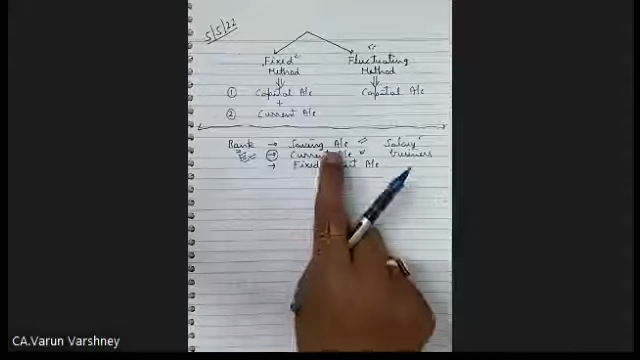 5/5/22
Fixed Fluctuating
Method Method
① Capital A/c Capital A/c
+
② Current A/c
Bank → Saving A/c Salary
→ Current A/c business
→ Fixed A/c
CA.Varun Varshney